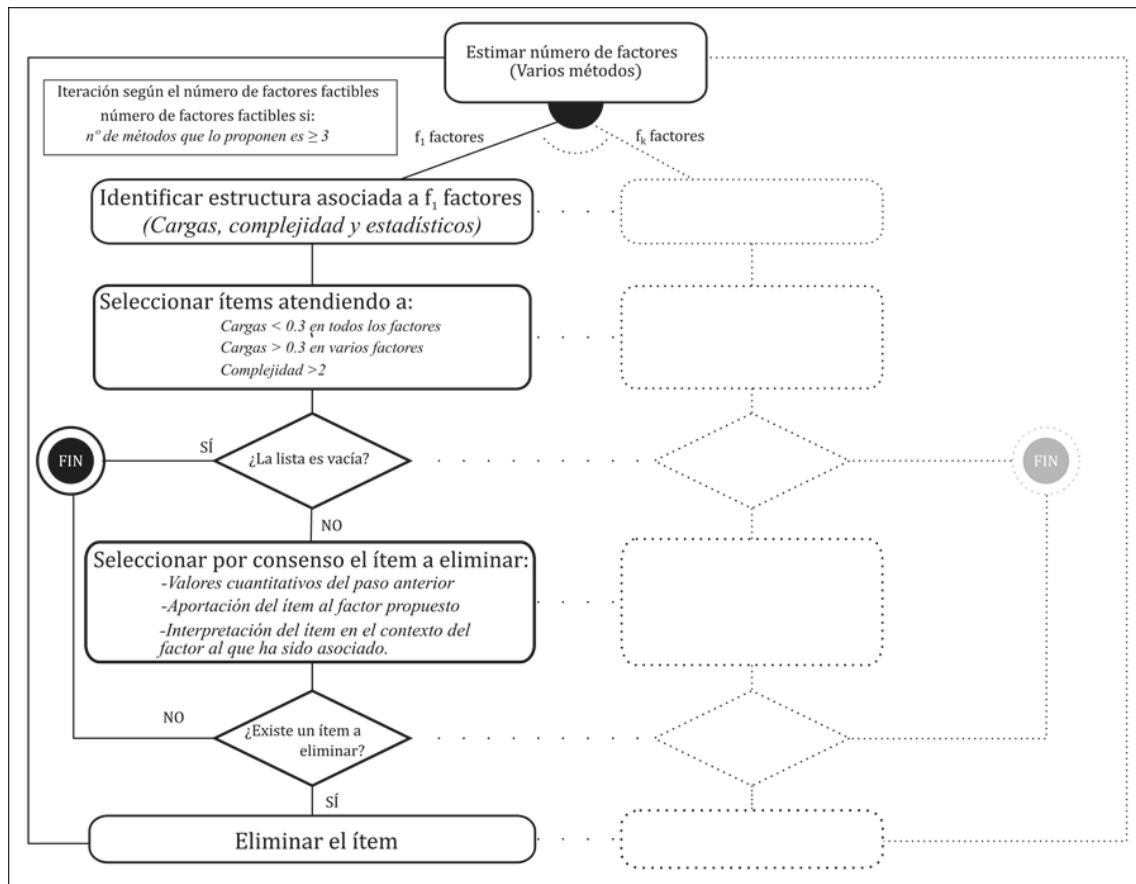 Estimar número de factores
(Varios métodos)
Iteración según el número de factores factibles
número de factores factibles si:
nº de métodos que lo proponen es ≥ 3
f₁ factores
fₖ factores
Identificar estructura asociada a f₁ factores
(Cargas, complejidad y estadísticos)
Seleccionar ítems atendiendo a:
Cargas < 0.3 en todos los factores
Cargas > 0.3 en varios factores
Complejidad >2
SÍ
¿La lista es vacía?
FIN
FIN
NO
Seleccionar por consenso el ítem a eliminar:
-Valores cuantitativos del paso anterior
-Aportación del ítem al factor propuesto
-Interpretación del ítem en el contexto del
factor al que ha sido asociado.
NO
¿Existe un ítem a
eliminar?
SÍ
Eliminar el ítem